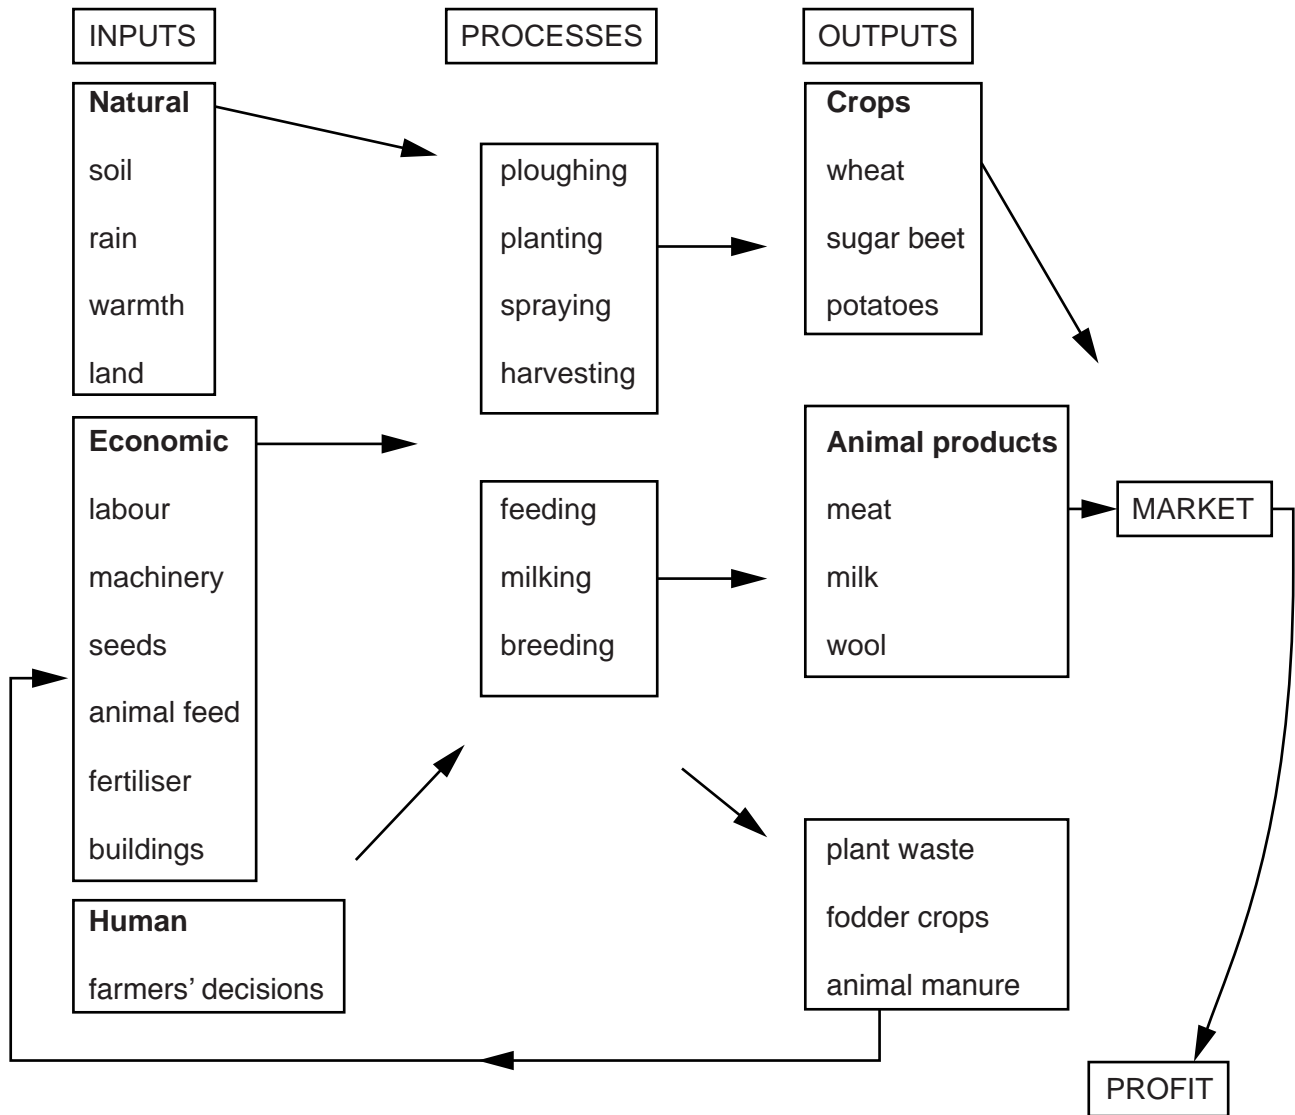 INPUTS
PROCESSES
OUTPUTS
Natural
soil
rain
warmth
land
Economic
labour
machinery
seeds
animal feed
fertiliser
buildings
Human
farmers’ decisions
ploughing
planting
spraying
harvesting
feeding
milking
breeding
Crops
wheat
sugar beet
potatoes
Animal products
meat
milk
wool
plant waste
fodder crops
animal manure
MARKET
PROFIT